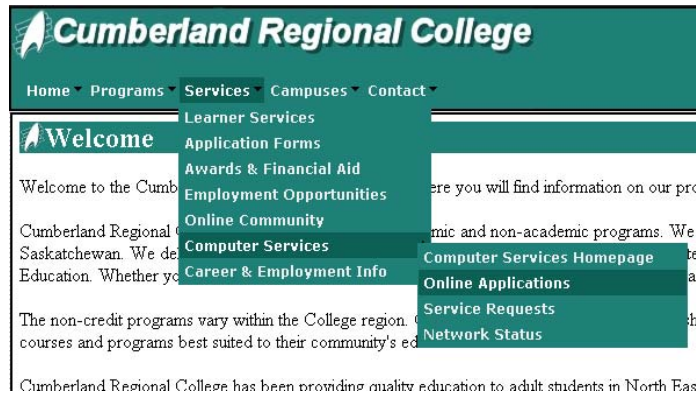 Cumberland Regional College
Home Programs Services Campuses Contact
Learner Services
Application Forms
Awards & Financial Aid
Employment Opportunities
Online Community
Computer Services
Career & Employment Info
Computer Services Homepage
Online Applications
Service Requests
Network Status
Welcome
Welcome to the Cumb ere you will find information on our pro
Cumberland Regional mic and non-academic programs. We
Saskatchewan. We de
Education. Whether yo
The non-credit programs vary within the College region.
courses and programs best suited to their community's ed
Cumberland Regional College has been providing quality education to adult students in North Eas